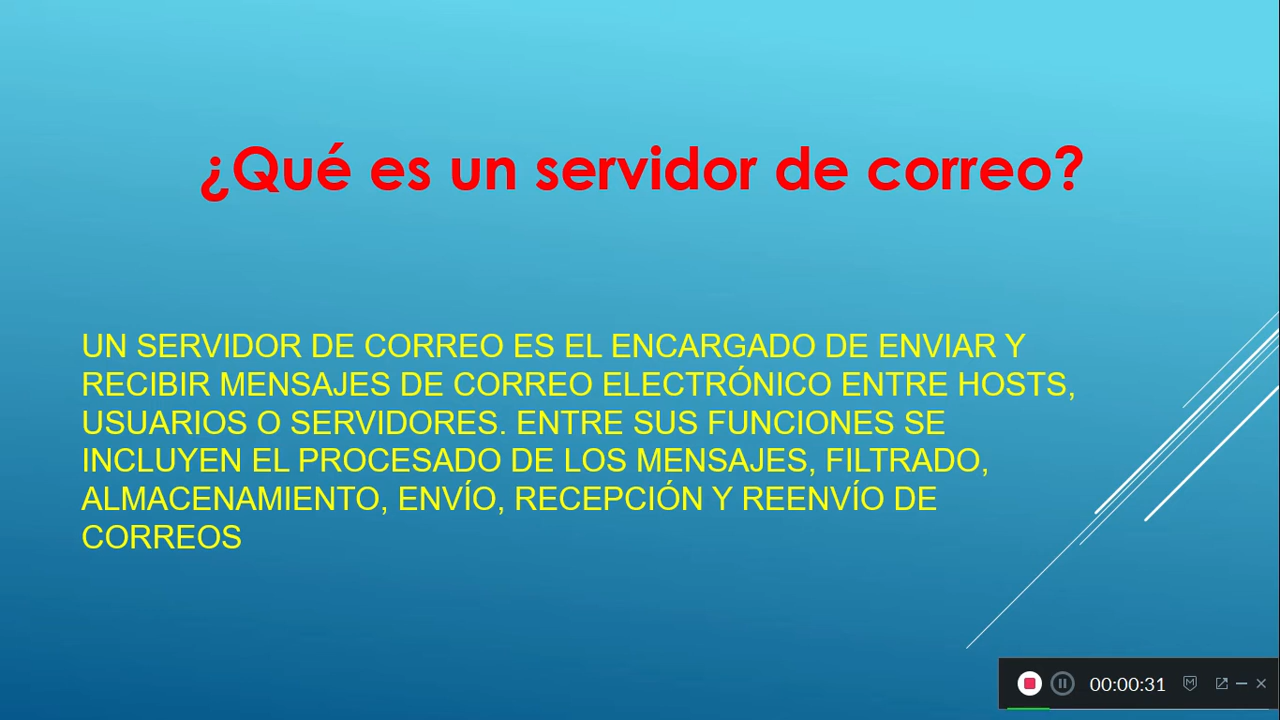 ¿Qué es un servidor de correo?
UN SERVIDOR DE CORREO ES EL ENCARGADO DE ENVIAR Y
RECIBIR MENSAJES DE CORREO ELECTRÓNICO ENTRE HOSTS,
USUARIOS O SERVIDORES. ENTRE SUS FUNCIONES SE
INCLUYEN EL PROCESADO DE LOS MENSAJES, FILTRADO,
ALMACENAMIENTO, ENVÍO, RECEPCIÓN Y REENVÍO DE
CORREOS
00:00:31